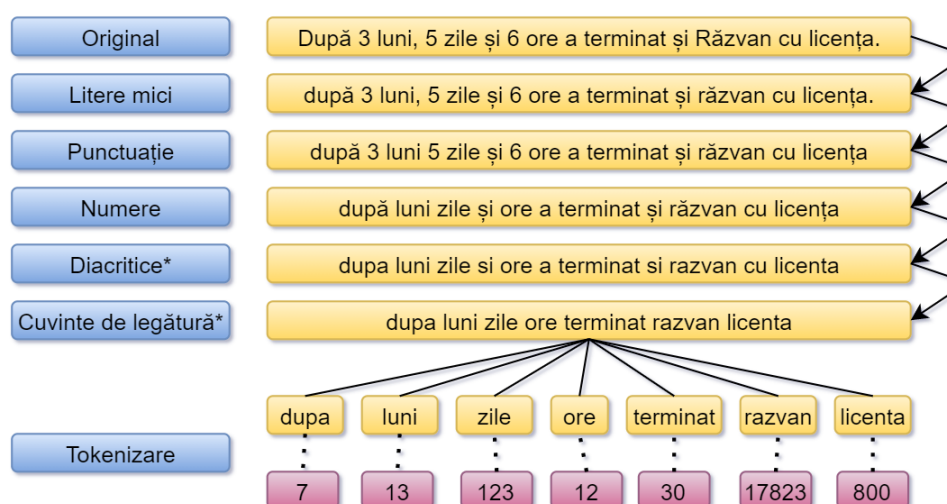 Original După 3 luni, 5 zile și 6 ore a terminat și Răzvan cu licența.
Litere mici după 3 luni, 5 zile și 6 ore a terminat și răzvan cu licența.
Punctuație după 3 luni 5 zile și 6 ore a terminat și răzvan cu licența
Numere după luni zile și ore a terminat și răzvan cu licența
Diacritice* dupa luni zile si ore a terminat si razvan cu licenta
Cuvinte de legătură* dupa luni zile ore terminat razvan licenta
dupa luni zile ore terminat razvan licenta
Tokenizare
7 13 123 12 30 17823 800